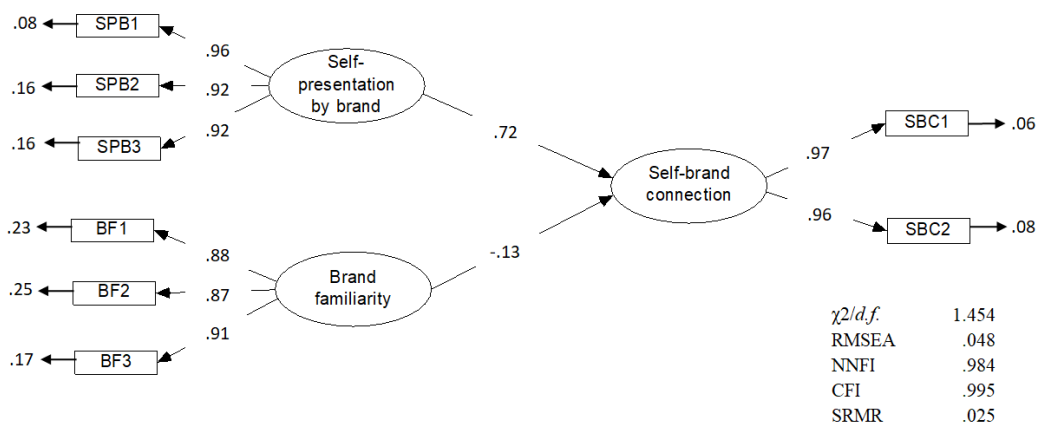 .08
SPB1
.96
.16
SPB2
.92
.16
SPB3
.92
Self-
presentation
by brand
.72
.23
BF1
.88
.25
BF2
.87
.17
BF3
.91
Brand
familiarity
-.13
Self-brand
connection
.97
SBC1
.06
.96
SBC2
.08
χ2/d.f. 1.454
RMSEA .048
NNFI .984
CFI .995
SRMR .025